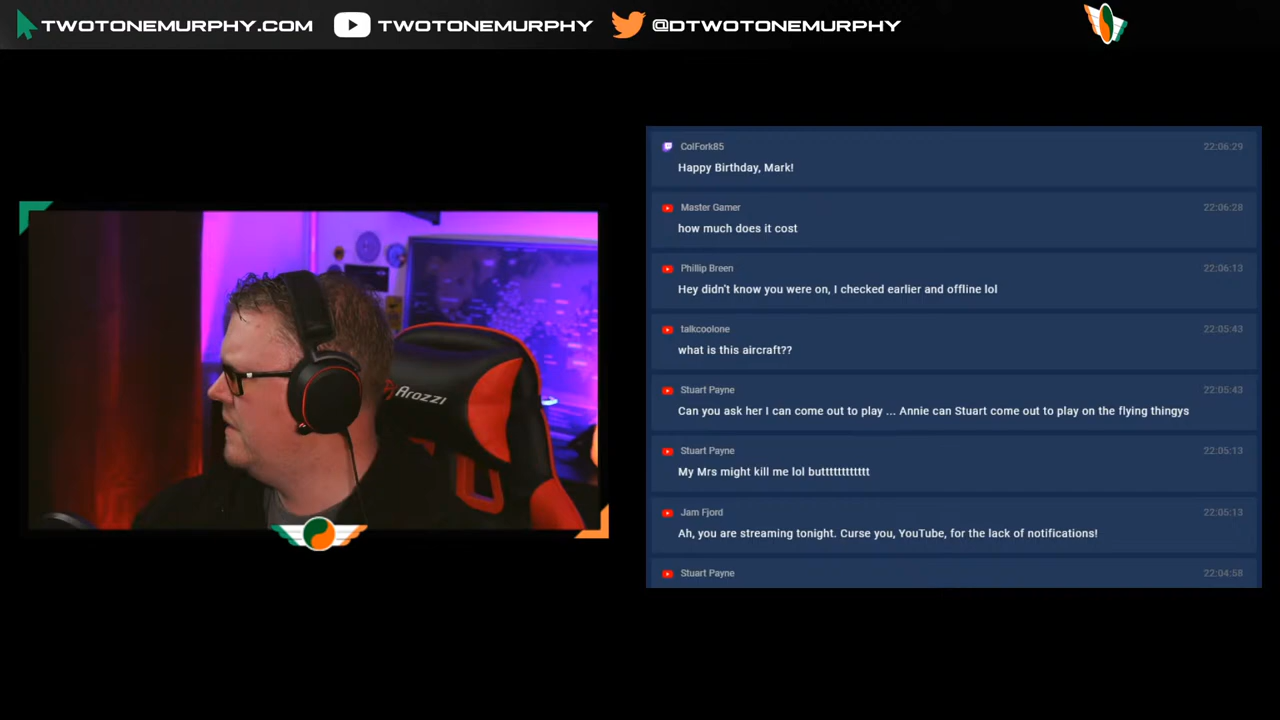 TWOTONEMURPHY.COM TWOTONEMURPHY @DTWOTONEMURPHY
Arozzi
ColFork85 22:06:29
Happy Birthday, Mark!
Master Gamer 22:06:28
how much does it cost
Phillip Breen 22:06:13
Hey didn't know you were on, I checked earlier and offline lol
talkcoolone 22:05:43
what is this aircraft??
Stuart Payne 22:05:43
Can you ask her I can come out to play ... Annie can Stuart come out to play on the flying thingys
Stuart Payne 22:05:13
My Mrs might kill me lol butttttttttttt
Jam Fjord 22:05:13
Ah, you are streaming tonight. Curse you, YouTube, for the lack of notifications!
Stuart Payne 22:04:58